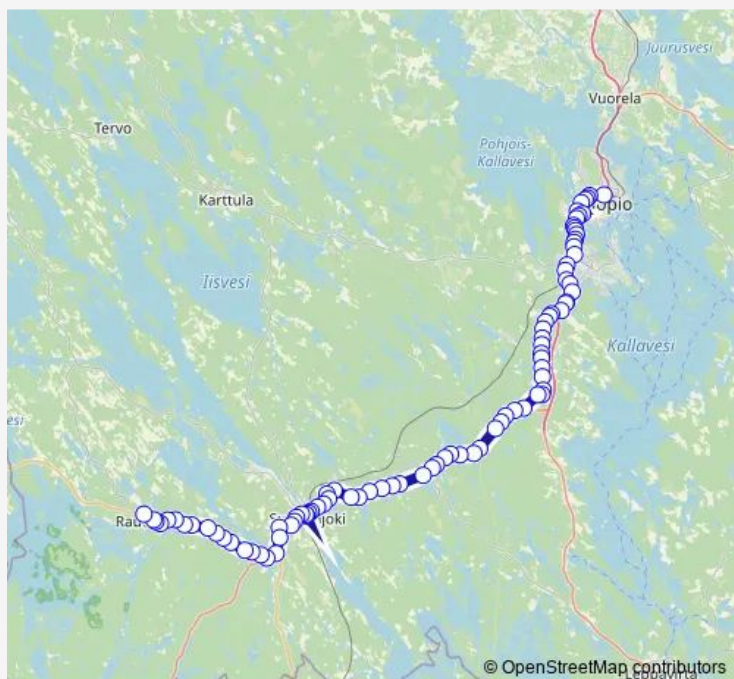 Juurusvesi
Vuorela
Tervo
Pohjois-
Kallavesi
Karttula
Iisvesi
Kallavesi
© OpenStreetMap contributors